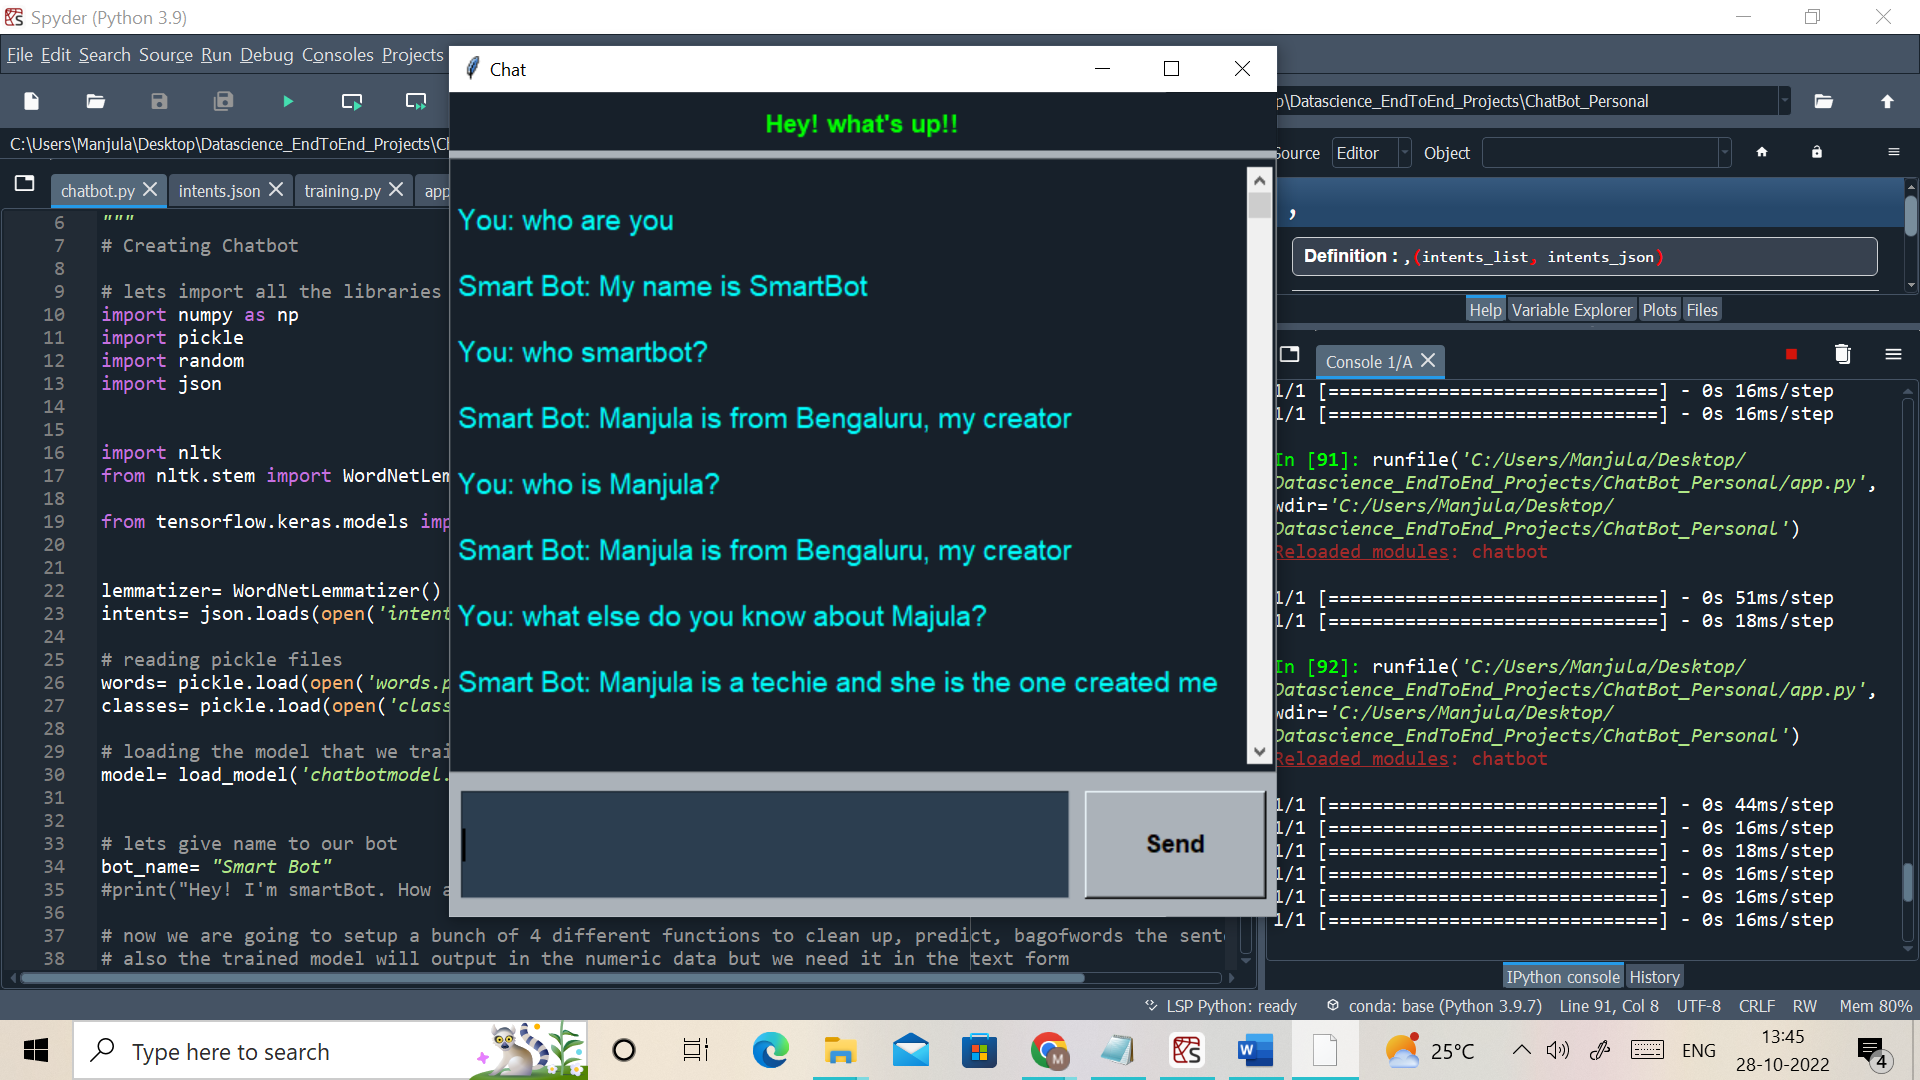 Spyder (Python 3.9)
File Edit Search Source Run Debug Consoles Projects
Chat
p\Datascience_EndToEnd_Projects\ChatBot_Personal
C:\Users\Manjula\Desktop\Datascience_EndToEnd_Projects\Ch
Hey! what's up!!
Source Editor Object
chatbot.py intents.json training.py app
6 """
7 # Creating Chatbot
8
9 # lets import all the libraries
10 import numpy as np
11 import pickle
12 import random
13 import json
14
15
16 import nltk
17 from nltk.stem import WordNetLem
18
19 from tensorflow.keras.models imp
20
21
22 lemmatizer= WordNetLemmatizer()
23 intents= json.loads(open('intent
24
25 # reading pickle files
26 words= pickle.load(open('words.p
27 classes= pickle.load(open('class
28
29 # loading the model that we trai
30 model= load_model('chatbotmodel.
31
32
33 # lets give name to our bot
34 bot_name= "Smart Bot"
35 #print("Hey! I'm smartBot. How a
36
37 # now we are going to setup a bunch of 4 different functions to clean up, predict, bagofwords the sent
38 # also the trained model will output in the numeric data but we need it in the text form
You: who are you
Smart Bot: My name is SmartBot
You: who smartbot?
Smart Bot: Manjula is from Bengaluru, my creator
You: who is Manjula?
Smart Bot: Manjula is from Bengaluru, my creator
You: what else do you know about Majula?
Smart Bot: Manjula is a techie and she is the one created me
Send
,
Definition : ,(intents_list, intents_json)
Help Variable Explorer Plots Files
Console 1/A
1/1 [==============================] - 0s 16ms/step
1/1 [==============================] - 0s 16ms/step
In [91]: runfile('C:/Users/Manjula/Desktop/
Datascience_EndToEnd_Projects/ChatBot_Personal/app.py',
wdir='C:/Users/Manjula/Desktop/
Datascience_EndToEnd_Projects/ChatBot_Personal')
Reloaded modules: chatbot
1/1 [==============================] - 0s 51ms/step
1/1 [==============================] - 0s 18ms/step
In [92]: runfile('C:/Users/Manjula/Desktop/
Datascience_EndToEnd_Projects/ChatBot_Personal/app.py',
wdir='C:/Users/Manjula/Desktop/
Datascience_EndToEnd_Projects/ChatBot_Personal')
Reloaded modules: chatbot
1/1 [==============================] - 0s 44ms/step
1/1 [==============================] - 0s 16ms/step
1/1 [==============================] - 0s 18ms/step
1/1 [==============================] - 0s 16ms/step
1/1 [==============================] - 0s 16ms/step
1/1 [==============================] - 0s 16ms/step
IPython console History
LSP Python: ready conda: base (Python 3.9.7) Line 91, Col 8 UTF-8 CRLF RW Mem 80%
Type here to search
M
W
25°C
ENG
13:45
28-10-2022
4